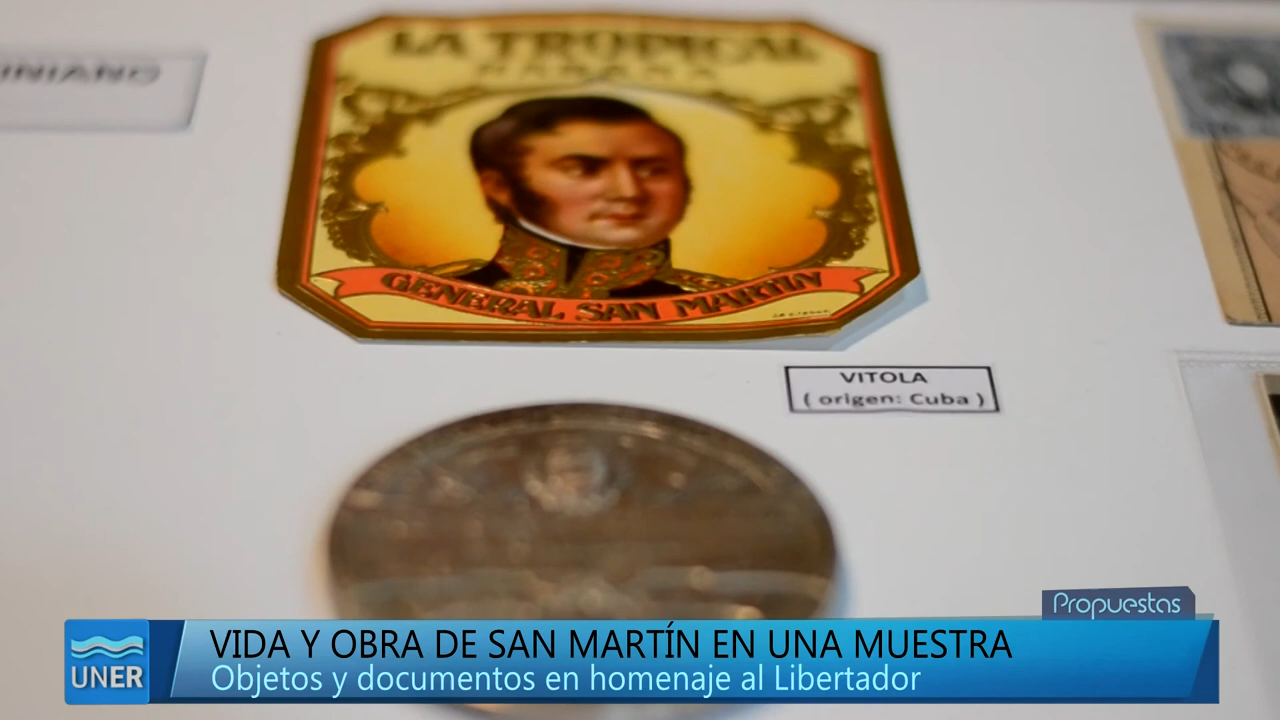 LA TROPICAL
HABANA
GENERAL SAN MARTIN
VITOLA
( origen: Cuba )
Propuestas
UNER
VIDA Y OBRA DE SAN MARTÍN EN UNA MUESTRA
Objetos y documentos en homenaje al Libertador